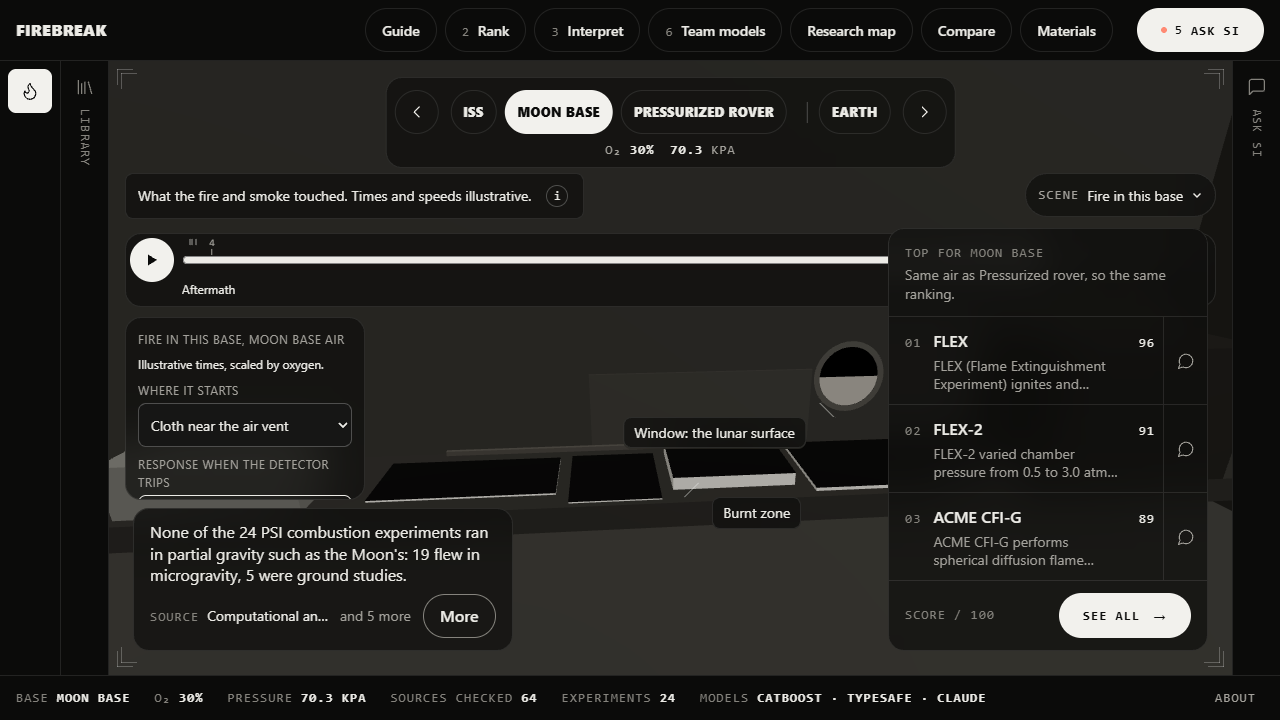 FIREBREAK
Guide
2 Rank
3 Interpret
6 Team models
Research map
Compare
Materials
5 ASK SI
LIBRARY
ISS
MOON BASE
PRESSURIZED ROVER
EARTH
O₂ 30% 70.3 KPA
ASK SI
What the fire and smoke touched. Times and speeds illustrative.
i
SCENE Fire in this base
4
Aftermath
TOP FOR MOON BASE
Same air as Pressurized rover, so the same
ranking.
FIRE IN THIS BASE, MOON BASE AIR
Illustrative times, scaled by oxygen.
WHERE IT STARTS
Cloth near the air vent
RESPONSE WHEN THE DETECTOR
TRIPS
Window: the lunar surface
Burnt zone
01 FLEX 96
FLEX (Flame Extinguishment
Experiment) ignites and...
02 FLEX-2 91
FLEX-2 varied chamber
pressure from 0.5 to 3.0 atm...
03 ACME CFI-G 89
ACME CFI-G performs
spherical diffusion flame...
SCORE / 100
SEE ALL →
None of the 24 PSI combustion experiments ran
in partial gravity such as the Moon's: 19 flew in
microgravity, 5 were ground studies.
SOURCE Computational an... and 5 more
More
BASE MOON BASE O₂ 30% PRESSURE 70.3 KPA SOURCES CHECKED 64 EXPERIMENTS 24 MODELS CATBOOST · TYPESAFE · CLAUDE
ABOUT